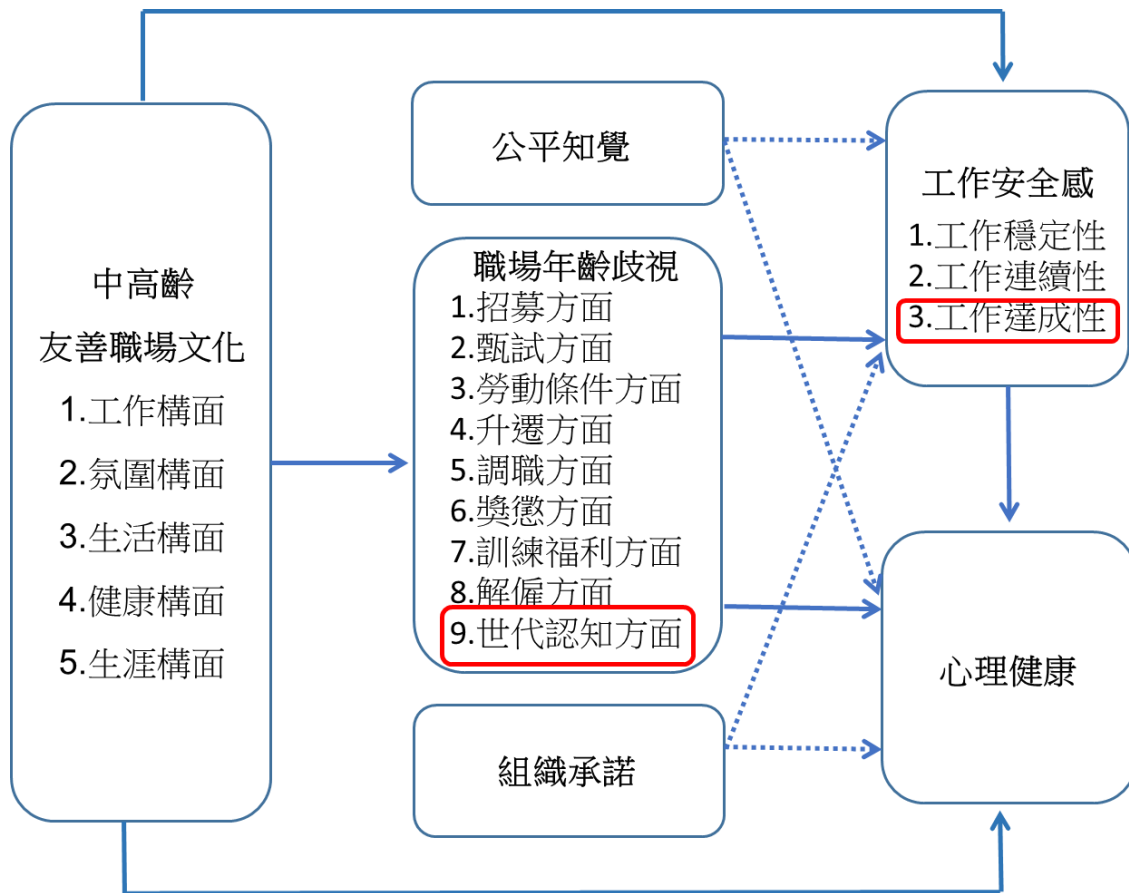 中高齡
友善職場文化
1.工作構面
2.氛圍構面
3.生活構面
4.健康構面
5.生涯構面
公平知覺
職場年齡歧視
1.招募方面
2.甄試方面
3.勞動條件方面
4.升遷方面
5.調職方面
6.獎懲方面
7.訓練福利方面
8.解僱方面
9.世代認知方面
組織承諾
工作安全感
1.工作穩定性
2.工作連續性
3.工作達成性
心理健康